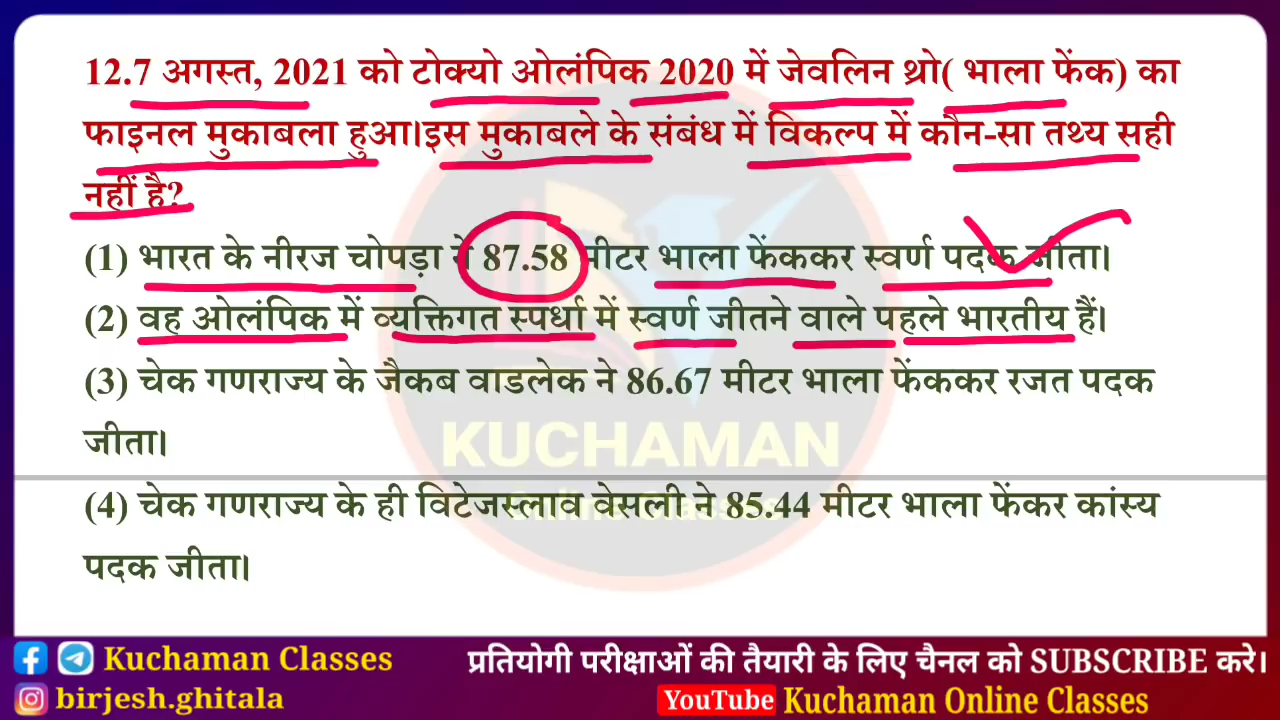 12.7 अगस्त, 2021 को टोक्यो ओलंपिक 2020 में जेवलिन थ्रो( भाला फेंक) का
फाइनल मुकाबला हुआ।इस मुकाबले के संबंध में विकल्प में कौन-सा तथ्य सही
नहीं है?
(1) भारत के नीरज चोपड़ा ने 87.58 मीटर भाला फेंककर स्वर्ण पदक जीता।
(2) वह ओलंपिक में व्यक्तिगत स्पर्धा में स्वर्ण जीतने वाले पहले भारतीय हैं।
(3) चेक गणराज्य के जैकब वाडलेक ने 86.67 मीटर भाला फेंककर रजत पदक
जीता।
KUCHAMAN
(4) चेक गणराज्य के ही विटेजस्लाव वेसली ने 85.44 मीटर भाला फेंकर कांस्य
Online Classes
पदक जीता।
Kuchaman Classes
प्रतियोगी परीक्षाओं की तैयारी के लिए चैनल को SUBSCRIBE करे।
birjesh.ghitala
YouTube Kuchaman Online Classes